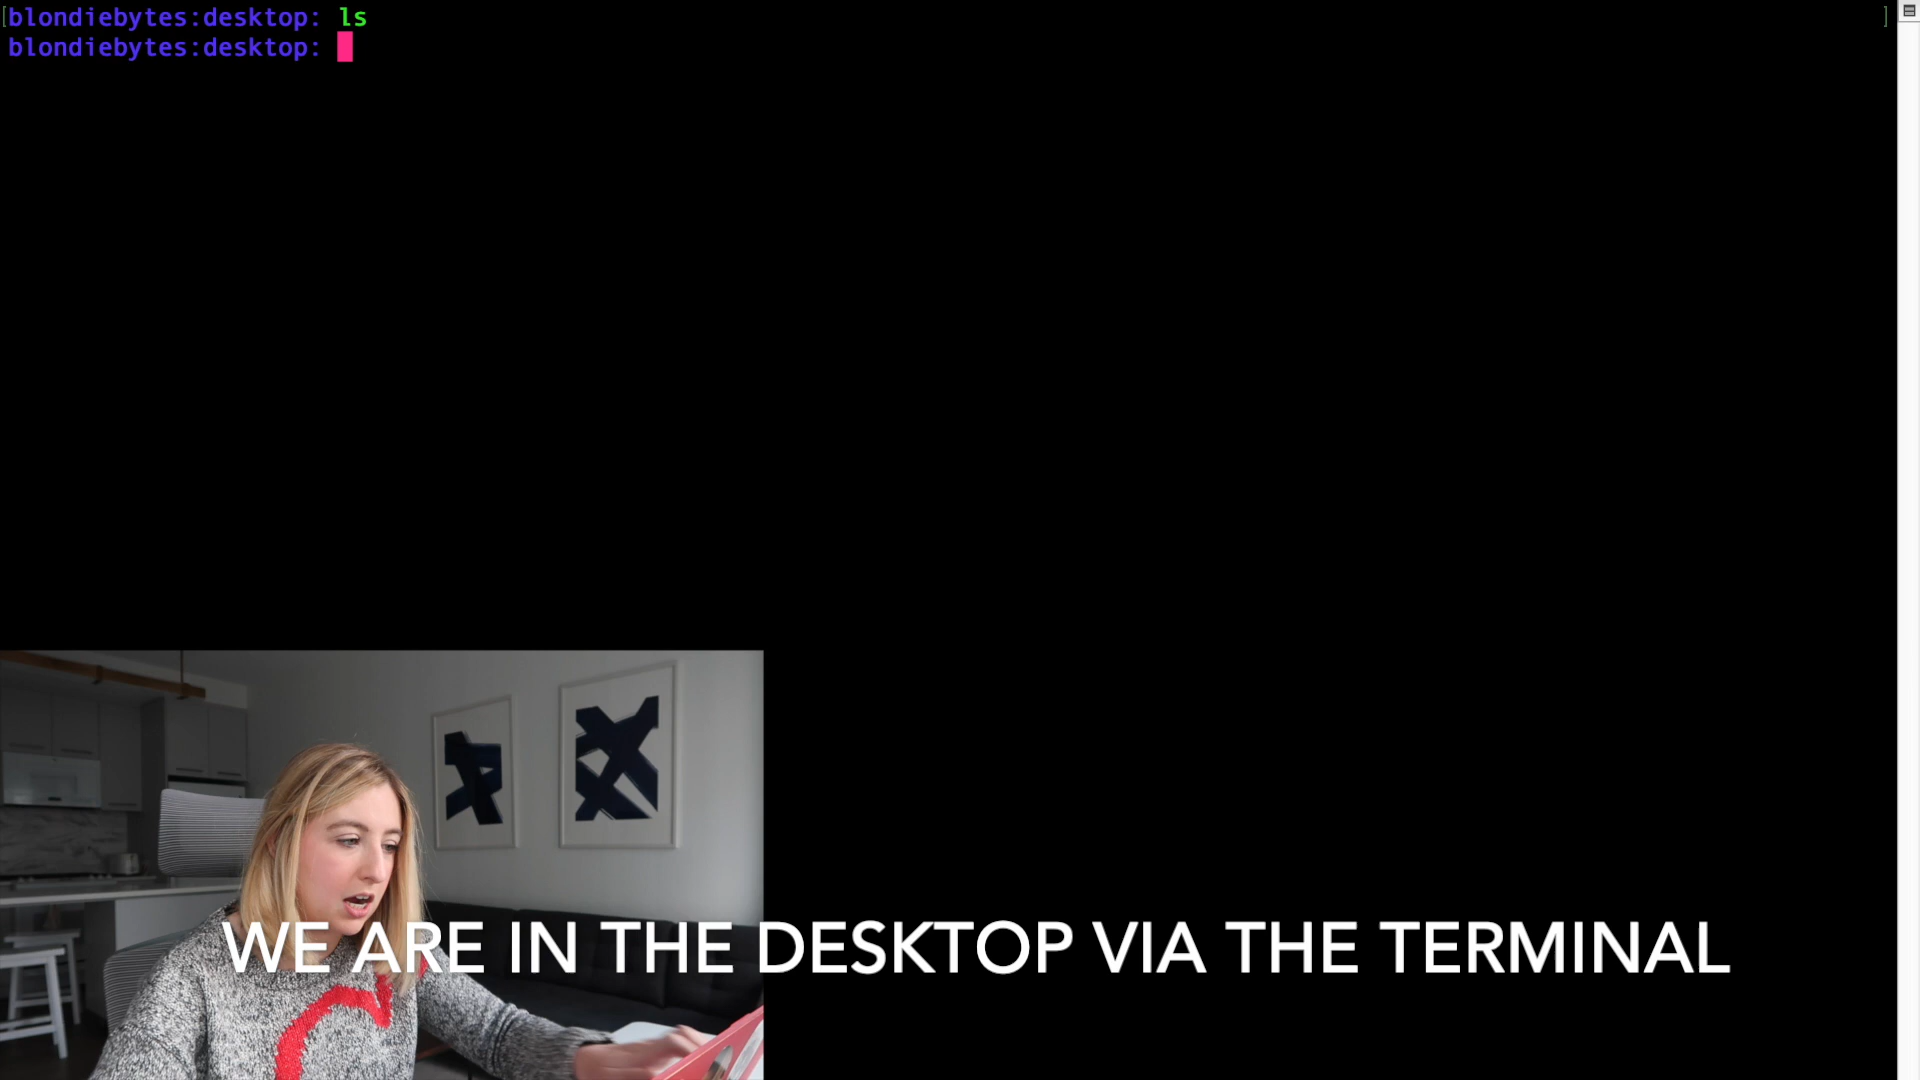 [blondiebytes:desktop: ls ]
blondiebytes:desktop:
WE ARE IN THE DESKTOP VIA THE TERMINAL